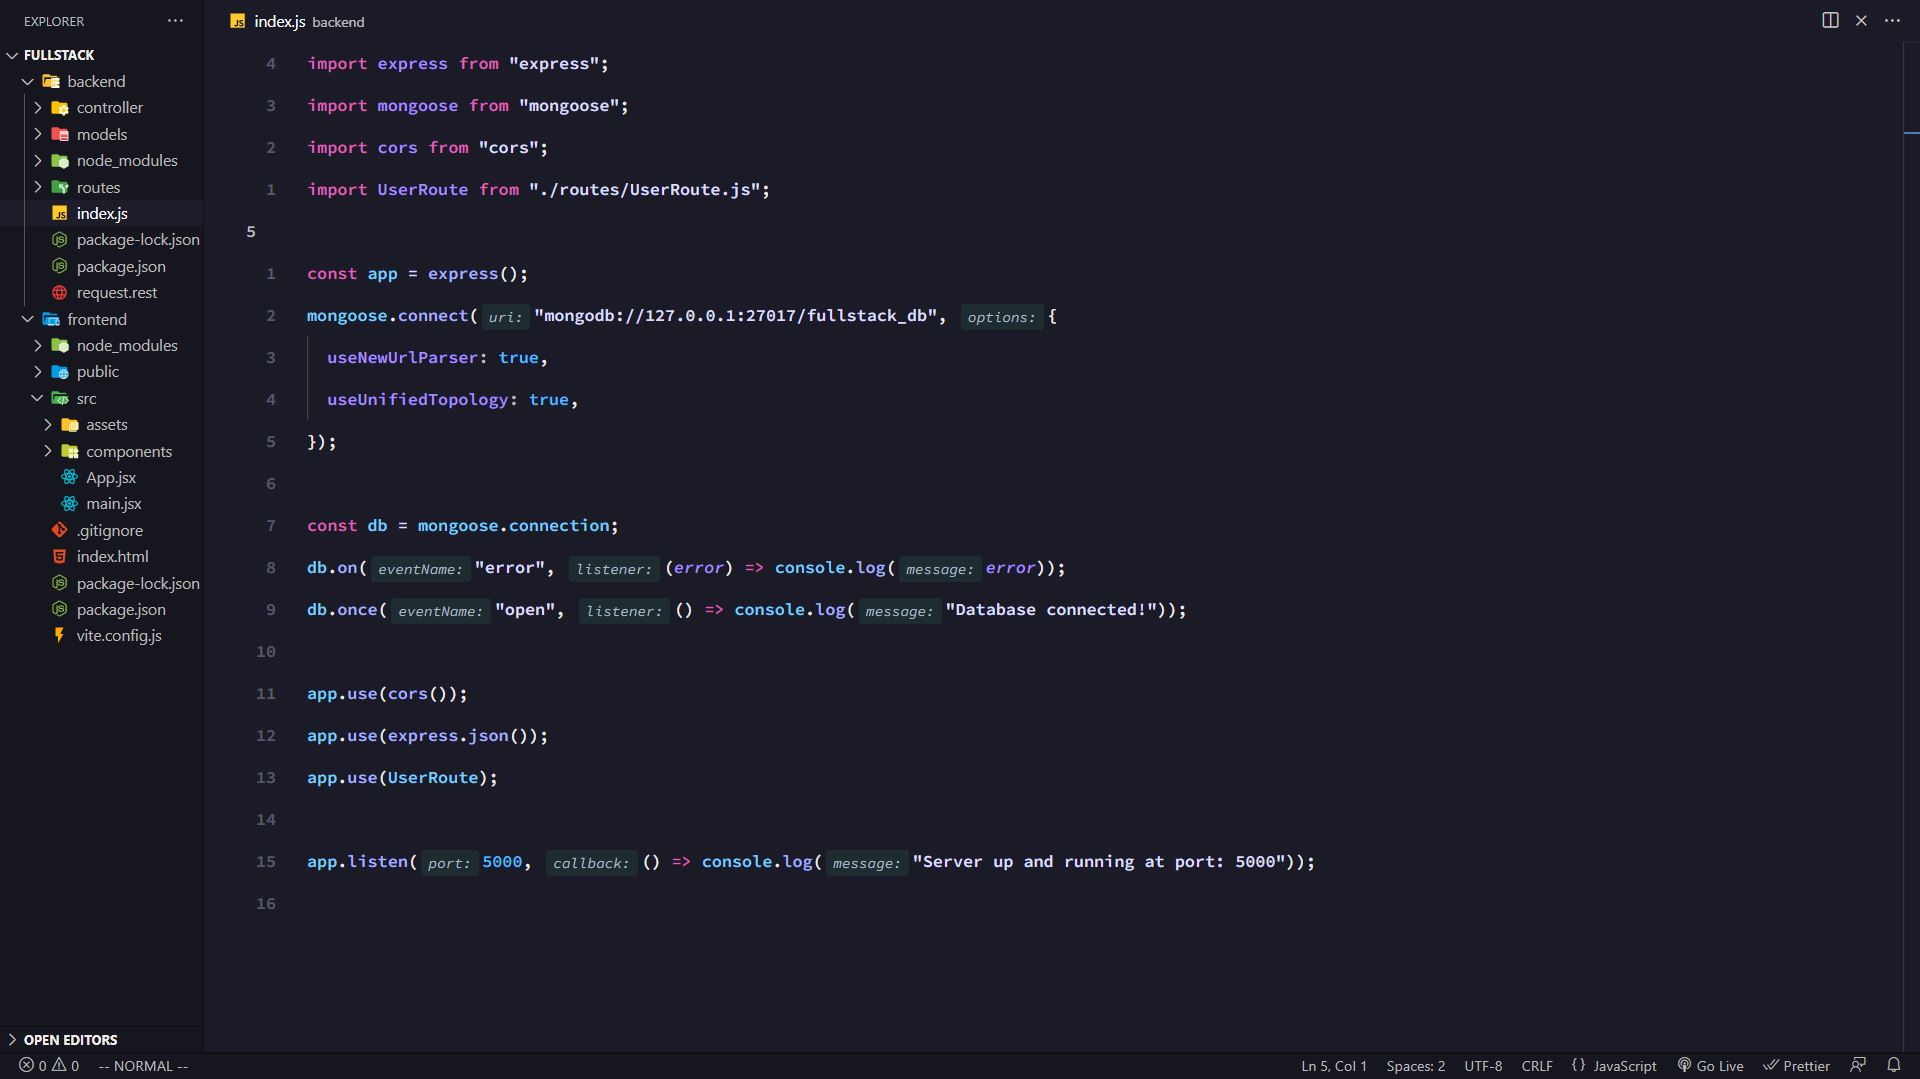 EXPLORER
FULLSTACK
backend
controller
models
node_modules
routes
index.js
package-lock.json
package.json
request.rest
frontend
node_modules
public
src
assets
components
App.jsx
main.jsx
.gitignore
index.html
package-lock.json
package.json
vite.config.js
OPEN EDITORS
index.js backend
4 import express from "express";
3 import mongoose from "mongoose";
2 import cors from "cors";
1 import UserRoute from "./routes/UserRoute.js";
5
1 const app = express();
2 mongoose.connect( uri: "mongodb://127.0.0.1:27017/fullstack_db", options: {
3 useNewUrlParser: true,
4 useUnifiedTopology: true,
5 });
6
7 const db = mongoose.connection;
8 db.on( eventName: "error", listener: (error) => console.log( message: error));
9 db.once( eventName: "open", listener: () => console.log( message: "Database connected!"));
10
11 app.use(cors());
12 app.use(express.json());
13 app.use(UserRoute);
14
15 app.listen( port: 5000, callback: () => console.log( message: "Server up and running at port: 5000"));
16
0 0 -- NORMAL -- Ln 5, Col 1 Spaces: 2 UTF-8 CRLF {} JavaScript Go Live Prettier